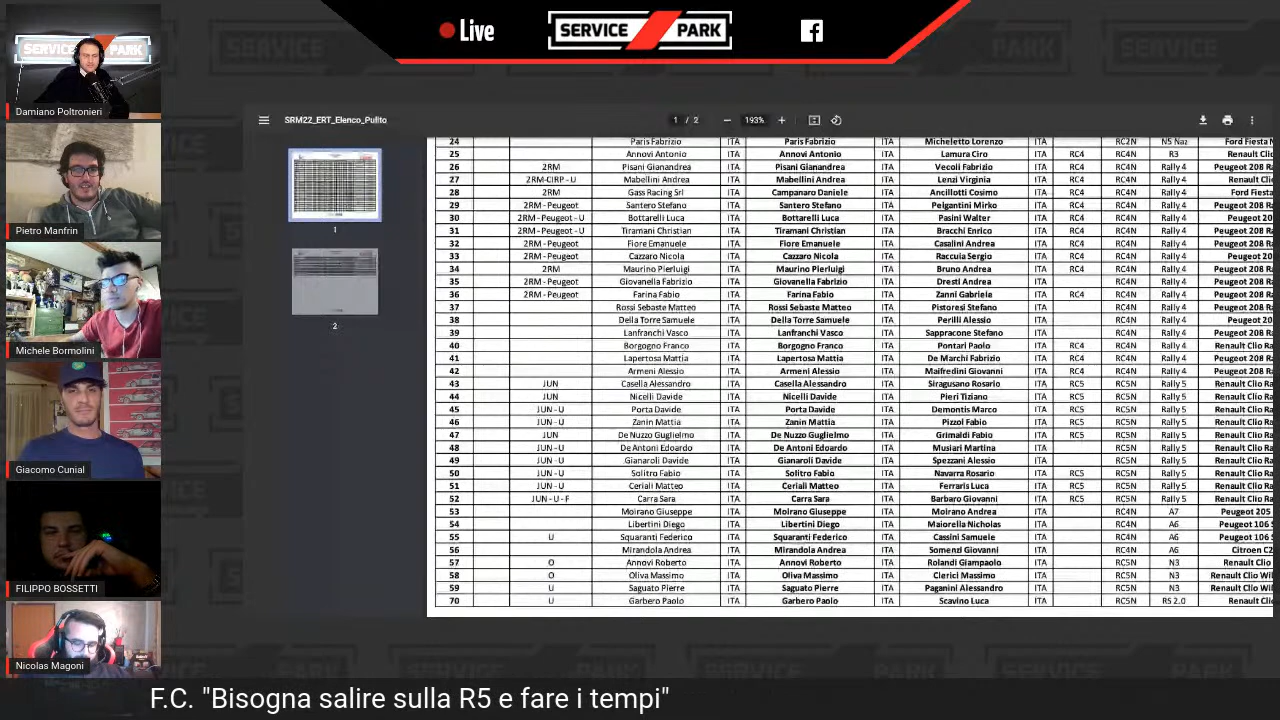 Live
SERVICE PARK
SERVICE PARK
Damiano Poltronieri
Pietro Manfrin
Michele Bormolini
Giacomo Cunial
FILIPPO BOSSETTI
Nicolas Magoni
SRM22_ERT_Elenco_Pulito
1 / 2
193%
1
2
24 Paris Fabrizio ITA Paris Fabrizio ITA Micheletto Lorenzo ITA RC2N N5 Naz Ford Fiesta
25 Annovi Antonio ITA Annovi Antonio ITA Lamura Ciro ITA RC4 RC4N R3 Renault
26 2RM Pisani Gianandrea ITA Pisani Gianandrea ITA Vecoli Fabrizio ITA RC4 RC4N Rally 4 Peugeot 208
27 2RM-CIRP - U Mabellini Andrea ITA Mabellini Andrea ITA Lenzi Virginia ITA RC4 RC4N Rally 4 Renault
28 2RM Gass Racing Srl ITA Campanaro Daniele ITA Ancillotti Cosimo ITA RC4 RC4N Rally 4 Ford Fiesta
29 2RM - Peugeot Santero Stefano ITA Santero Stefano ITA Pelgantini Mirko ITA RC4 RC4N Rally 4 Peugeot 208
30 2RM - Peugeot - U Bottarelli Luca ITA Bottarelli Luca ITA Pasini Walter ITA RC4 RC4N Rally 4 Peugeot
31 2RM - Peugeot - U Tiramani Christian ITA Tiramani Christian ITA Bracchi Enrico ITA RC4 RC4N Rally 4 Peugeot 208
32 2RM - Peugeot Fiore Emanuele ITA Fiore Emanuele ITA Casalini Andrea ITA RC4 RC4N Rally 4 Peugeot 208
33 2RM - Peugeot Cazzaro Nicola ITA Cazzaro Nicola ITA Raccuia Sergio ITA RC4 RC4N Rally 4 Peugeot
34 2RM Maurino Pierluigi ITA Maurino Pierluigi ITA Bruno Andrea ITA RC4 RC4N Rally 4 Peugeot 208
35 2RM - Peugeot Giovanella Fabrizio ITA Giovanella Fabrizio ITA Dresti Andrea ITA RC4N Rally 4 Peugeot 208
36 2RM - Peugeot Farina Fabio ITA Farina Fabio ITA Zanni Gabriele ITA RC4 RC4N Rally 4 Peugeot 208
37 Rossi Sebaste Matteo ITA Rossi Sebaste Matteo ITA Pistoresi Stefano ITA RC4N Rally 4 Peugeot 208
38 Della Torre Samuele ITA Della Torre Samuele ITA Perilli Alessio ITA RC4N Rally 4 Peugeot
39 Lanfranchi Vasco ITA Lanfranchi Vasco ITA Sappracone Stefano ITA RC4N Rally 4 Renault Clio
40 Borgogno Franco ITA Borgogno Franco ITA Pontari Paolo ITA RC4 RC4N Rally 4 Renault Clio
41 Lapertosa Mattia ITA Lapertosa Mattia ITA De Marchi Fabrizio ITA RC4 RC4N Rally 4 Peugeot 208
42 Armeni Alessio ITA Armeni Alessio ITA Maifredini Giovanni ITA RC4 RC4N Rally 4 Peugeot 208
43 JUN Casella Alessandro ITA Casella Alessandro ITA Siragusano Rosario ITA RC5 RC5N Rally 5 Renault Clio
44 JUN Nicelli Davide ITA Nicelli Davide ITA Pieri Tiziano ITA RC5 RC5N Rally 5 Renault Clio
45 JUN - U Porta Davide ITA Porta Davide ITA Demontis Marco ITA RC5 RC5N Rally 5 Renault Clio
46 JUN - U Zanin Mattia ITA Zanin Mattia ITA Pizzol Fabio ITA RC5 RC5N Rally 5 Renault Clio
47 JUN De Nuzzo Guglielmo ITA De Nuzzo Guglielmo ITA Grimaldi Fabio ITA RC5 RC5N Rally 5 Renault Clio
48 JUN - U De Antoni Edoardo ITA De Antoni Edoardo ITA Musiari Martina ITA RC5N Rally 5 Renault Clio
49 JUN - U Gianaroli Davide ITA Gianaroli Davide ITA Spezzani Alessio ITA RC5N Rally 5 Renault Clio
50 JUN - U Solitro Fabio ITA Solitro Fabio ITA Navarra Rosario ITA RC5 RC5N Rally 5 Renault Clio
51 JUN - U Ceriali Matteo ITA Ceriali Matteo ITA Ferraris Luca ITA RC5 RC5N Rally 5 Renault Clio
52 JUN - U - F Carra Sara ITA Carra Sara ITA Barbaro Giovanni ITA RC5 RC5N Rally 5 Renault Clio
53 Moirano Giuseppe ITA Moirano Giuseppe ITA Moirano Andrea ITA RC4N A7 Peugeot 205
54 Libertini Diego ITA Libertini Diego ITA Maiorella Nicholas ITA RC4N A6 Peugeot 106
55 U Squaranti Federico ITA Squaranti Federico ITA Cassini Samuele ITA RC4N A6 Peugeot 106
56 Mirandola Andrea ITA Mirandola Andrea ITA Somenzi Giovanni ITA RC4N A6 Citroen C2
57 O Annovi Roberto ITA Annovi Roberto ITA Rolandi Giampaolo ITA RC5N N3 Renault Clio
58 O Oliva Massimo ITA Oliva Massimo ITA Clerici Massimo ITA RC5N N3 Renault Clio
59 U Saguato Pierre ITA Saguato Pierre ITA Paganini Alessandro ITA RC5N N3 Renault Clio
70 U Garbero Paolo ITA Garbero Paolo ITA Scavino Luca ITA RC5N RS 2.0 Renault
F.C. "Bisogna salire sulla R5 e fare i tempi"